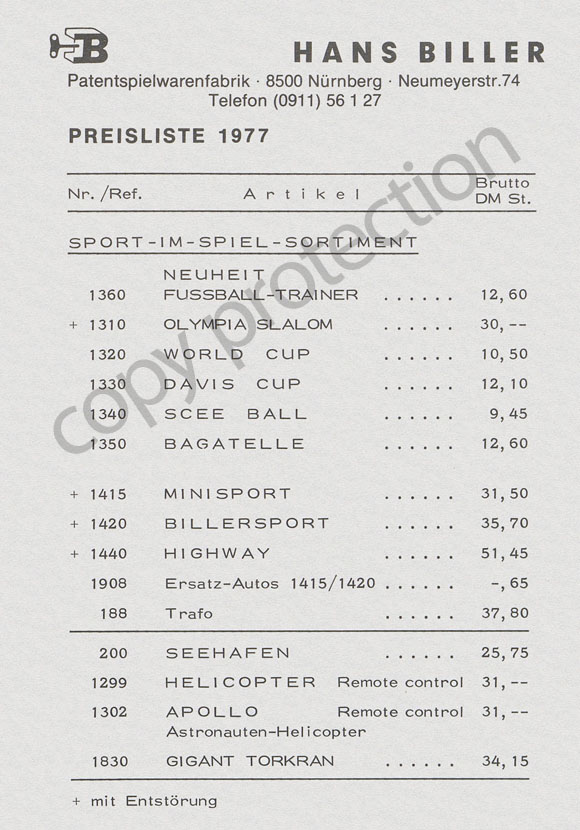 B HANS BILLER
Patentspielwarenfabrik · 8500 Nürnberg · Neumeyerstr.74
Telefon (0911) 56 1 27
PREISLISTE 1977
Nr. /Ref. Artikel Brutto DM St.
SPORT-IM-SPIEL-SORTIMENT
NEUHEIT
1360 FUSSBALL-TRAINER ...... 12,60
+ 1310 OLYMPIA SLALOM ...... 30,--
1320 WORLD CUP ...... 10,50
1330 DAVIS CUP ...... 12,10
1340 SCEE BALL ...... 9,45
1350 BAGATELLE ...... 12,60
+ 1415 MINISPORT ...... 31,50
+ 1420 BILLERSPORT ...... 35,70
+ 1440 HIGHWAY ...... 51,45
1908 Ersatz-Autos 1415/1420 ...... -,65
188 Trafo ...... 37,80
200 SEEHAFEN ...... 25,75
1299 HELICOPTER Remote control 31,--
1302 APOLLO Remote control 31,--
Astronauten-Helicopter
1830 GIGANT TORKRAN ...... 34,15
+ mit Entstörung
copy protection